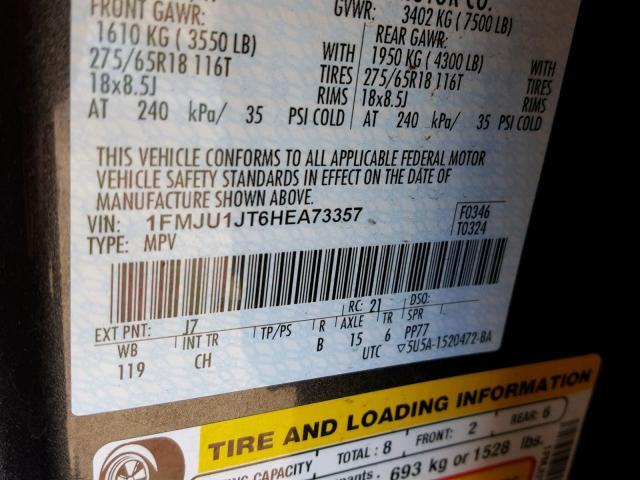 MOTOR CO.
FRONT GAWR:
1610 KG ( 3550 LB)
275/65R18 116T
18x8.5J
AT 240 kPa/ 35 PSI COLD
WITH
TIRES
RIMS
GVWR: 3402 KG ( 7500 LB)
REAR GAWR:
1950 KG ( 4300 LB)
275/65R18 116T
18x8.5J
AT 240 kPa/ 35 PSI COLD
WITH
TIRES
RIMS
THIS VEHICLE CONFORMS TO ALL APPLICABLE FEDERAL MOTOR
VEHICLE SAFETY STANDARDS IN EFFECT ON THE DATE OF
MANUFACTURE SHOWN ABOVE.
VIN: 1FMJU1JT6HEA73357
TYPE: MPV
F0346
T0324
RC: 21 DSO:
EXT PNT: J7
WB INT TR TP/PS R AXLE TR SPR
119 CH B 15 6 PP77
UTC ▽5U5A-1520472-BA
TIRE AND LOADING INFORMATION
SEATING CAPACITY TOTAL: 8 FRONT: 2 REAR: 6
693 kg or 1528 lbs.